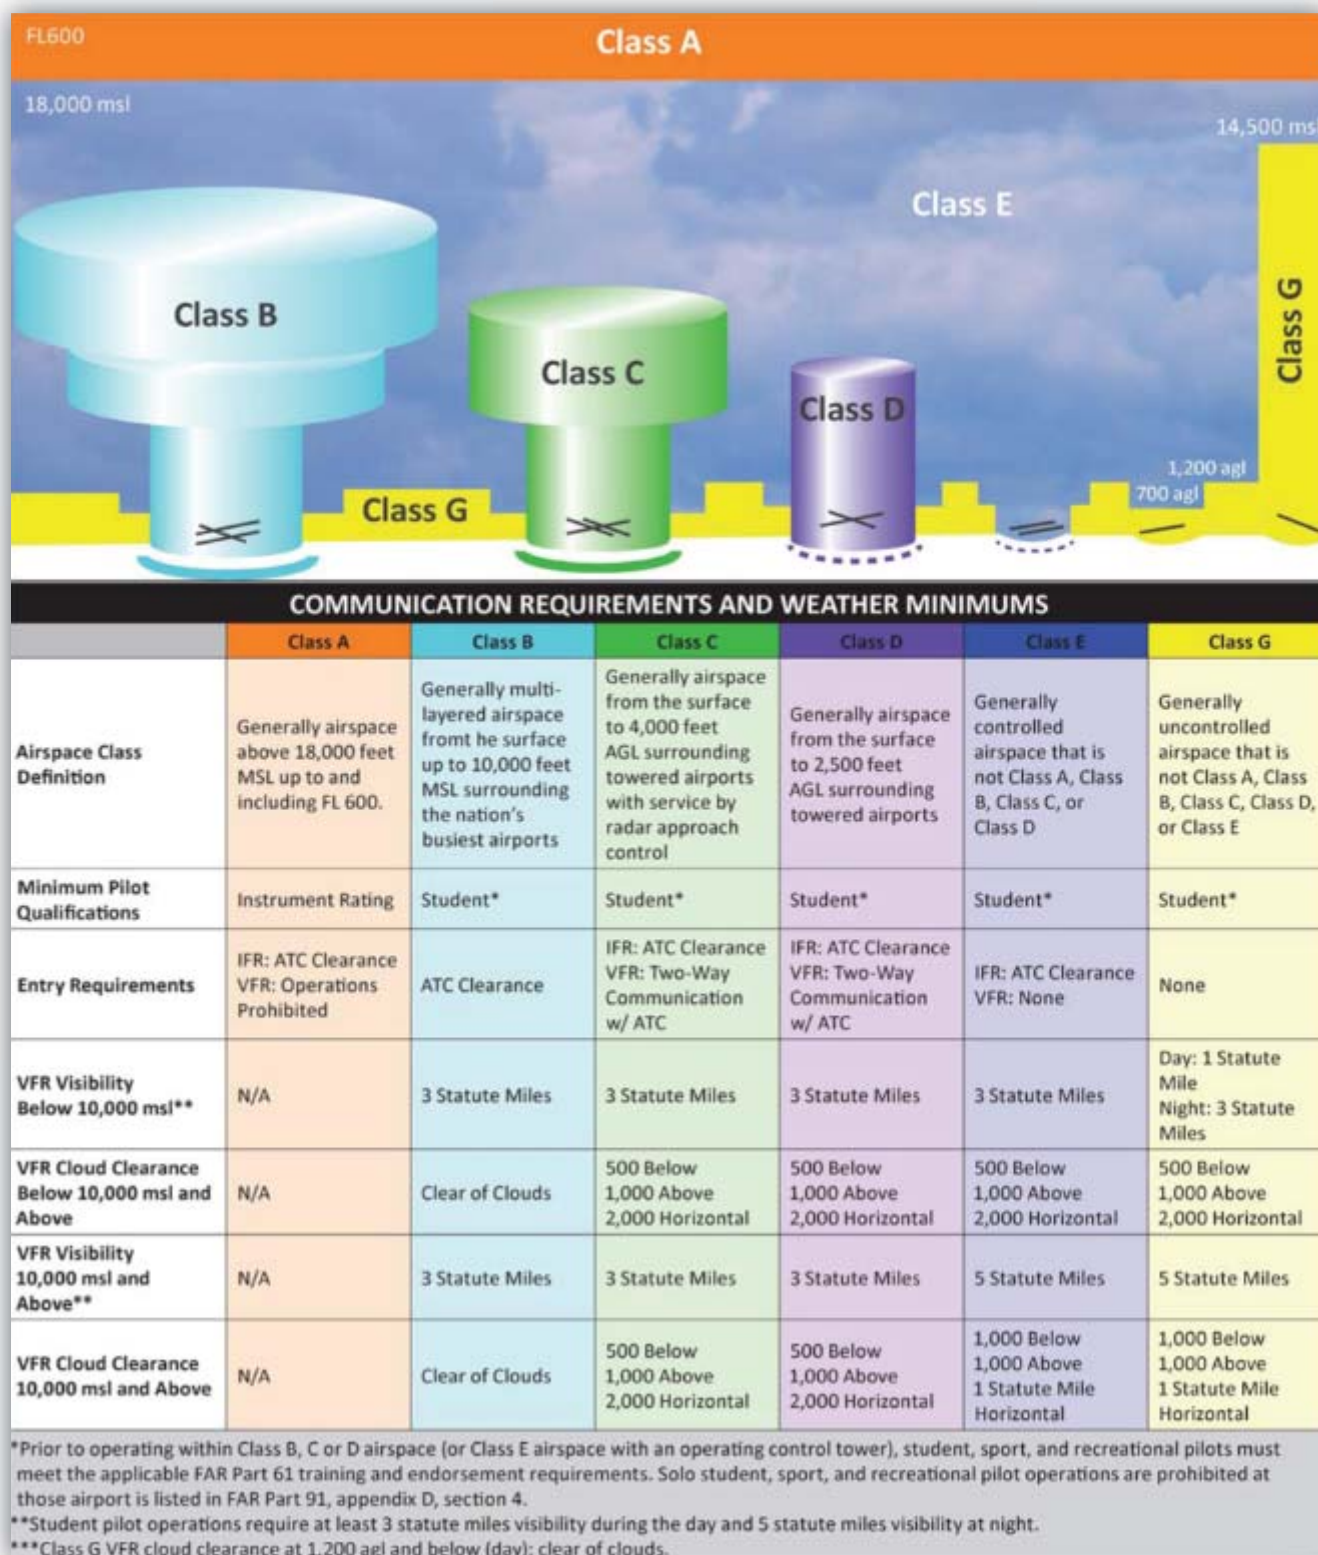 FL600
Class A
18,000 msl
14,500 msl
Class E
Class B
Class G
Class C
Class D
1,200 agl
700 agl
Class G
COMMUNICATION REQUIREMENTS AND WEATHER MINIMUMS
Class A
Class B
Class C
Class D
Class E
Class G
Airspace Class
Definition
Generally airspace
above 18,000 feet
MSL up to and
including FL 600.
Generally multi-
layered airspace
fromt he surface
up to 10,000 feet
MSL surrounding
the nation's
busiest airports
Generally airspace
from the surface
to 4,000 feet
AGL surrounding
towered airports
with service by
radar approach
control
Generally airspace
from the surface
to 2,500 feet
AGL surrounding
towered airports
Generally
controlled
airspace that is
not Class A, Class
B, Class C, or
Class D
Generally
uncontrolled
airspace that is
not Class A, Class
B, Class C, Class D,
or Class E
Minimum Pilot
Qualifications
Instrument Rating
Student*
Student*
Student*
Student*
Student*
Entry Requirements
IFR: ATC Clearance
VFR: Operations
Prohibited
ATC Clearance
IFR: ATC Clearance
VFR: Two-Way
Communication
w/ ATC
IFR: ATC Clearance
VFR: Two-Way
Communication
w/ ATC
IFR: ATC Clearance
VFR: None
None
VFR Visibility
Below 10,000 msl**
N/A
3 Statute Miles
3 Statute Miles
3 Statute Miles
3 Statute Miles
Day: 1 Statute
Mile
Night: 3 Statute
Miles
VFR Cloud Clearance
Below 10,000 msl and
Above
N/A
Clear of Clouds
500 Below
1,000 Above
2,000 Horizontal
500 Below
1,000 Above
2,000 Horizontal
500 Below
1,000 Above
2,000 Horizontal
500 Below
1,000 Above
2,000 Horizontal
VFR Visibility
10,000 msl and
Above**
N/A
3 Statute Miles
3 Statute Miles
3 Statute Miles
5 Statute Miles
5 Statute Miles
VFR Cloud Clearance
10,000 msl and Above
N/A
Clear of Clouds
500 Below
1,000 Above
2,000 Horizontal
500 Below
1,000 Above
2,000 Horizontal
1,000 Below
1,000 Above
1 Statute Mile
Horizontal
1,000 Below
1,000 Above
1 Statute Mile
Horizontal
*Prior to operating within Class B, C or D airspace (or Class E airspace with an operating control tower), student, sport, and recreational pilots must
meet the applicable FAR Part 61 training and endorsement requirements. Solo student, sport, and recreational pilot operations are prohibited at
those airport is listed in FAR Part 91, appendix D, section 4.
**Student pilot operations require at least 3 statute miles visibility during the day and 5 statute miles visibility at night.
***Class G VFR cloud clearance at 1,200 agl and below (day): clear of clouds.